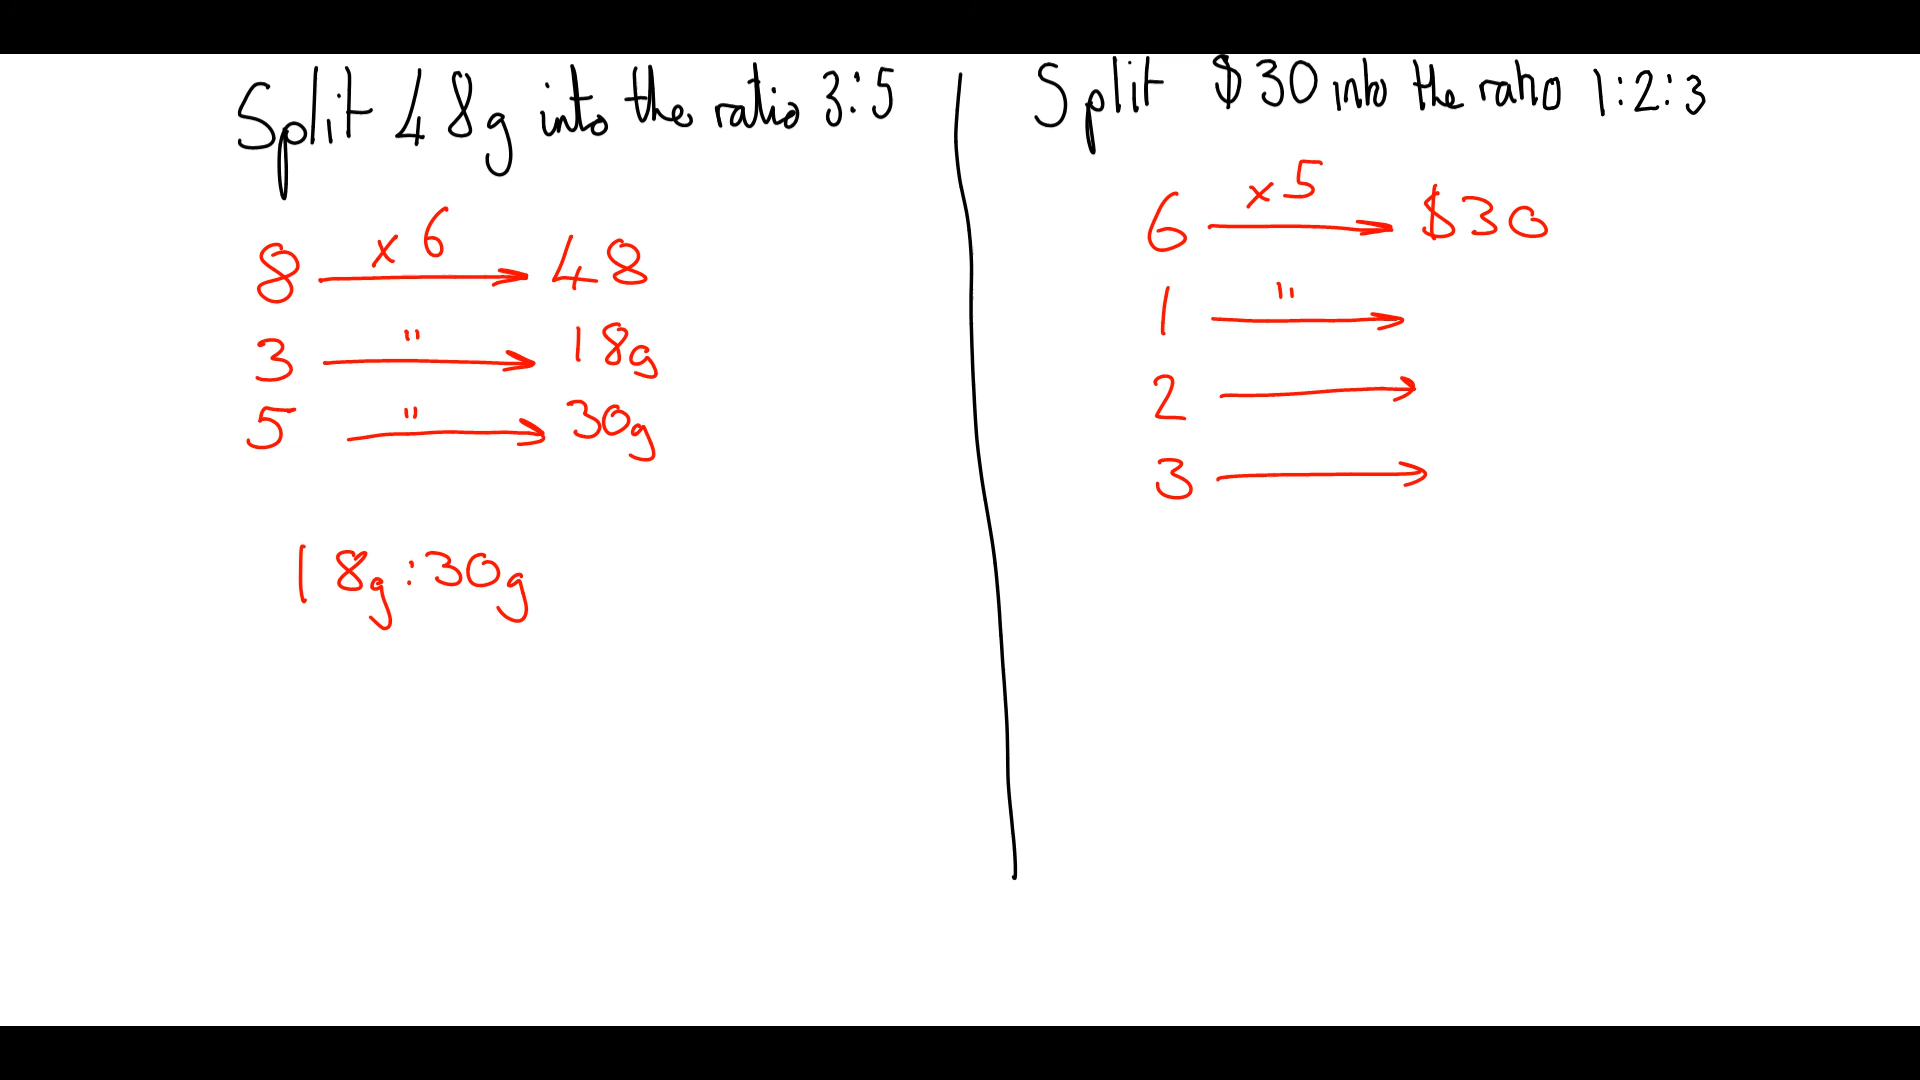 Split 48g into the ratio 3:5
8 x 6 → 48
3 " → 18g
5 " → 30g
18g:30g
Split $30 into the ratio 1:2:3
6 x5 → $30
1 " →
2 →
3 →